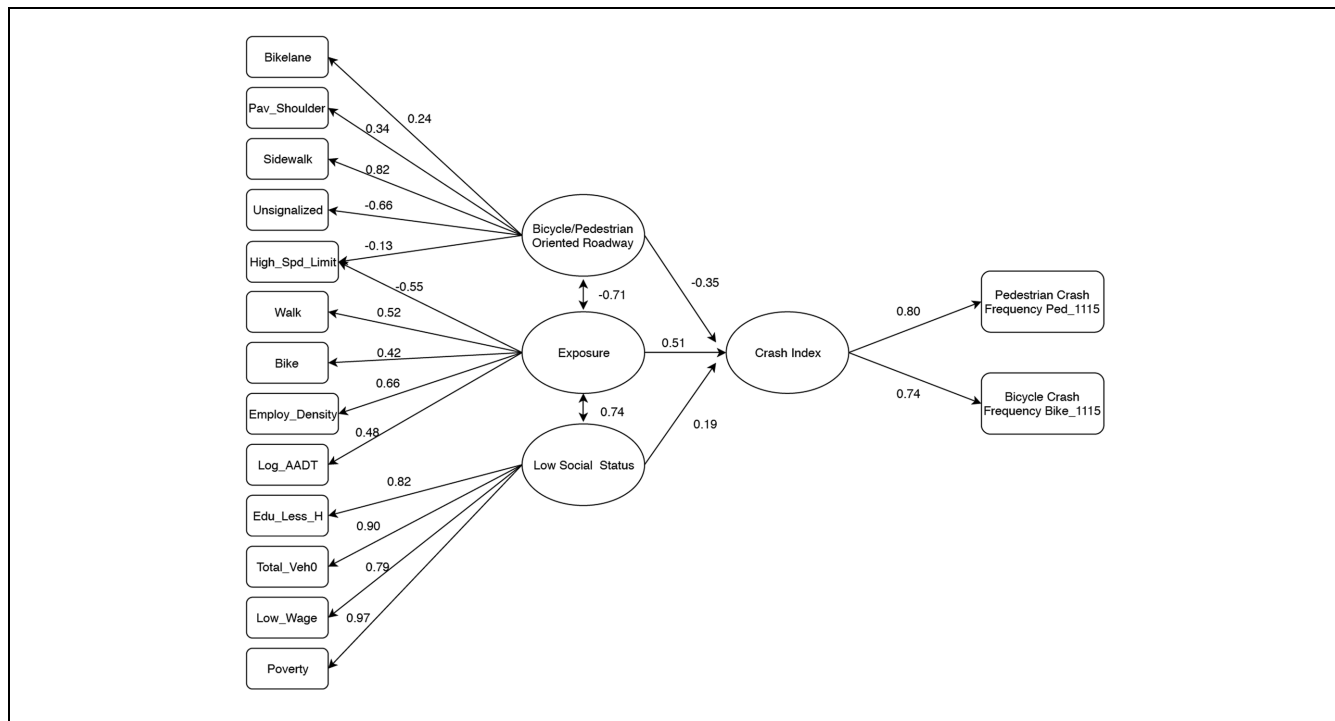 Bikelane
Pav_Shoulder
Sidewalk
Unsignalized
High_Spd_Limit
Walk
Bike
Employ_Density
Log_AADT
Edu_Less_H
Total_Veh0
Low_Wage
Poverty
0.24
0.34
0.82
-0.66
-0.13
-0.55
0.52
0.42
0.66
0.48
0.82
0.90
0.79
0.97
Bicycle/Pedestrian
Oriented Roadway
-0.71
Exposure
0.74
Low Social Status
-0.35
0.51
0.19
Crash Index
0.80
0.74
Pedestrian Crash
Frequency Ped_1115
Bicycle Crash
Frequency Bike_1115